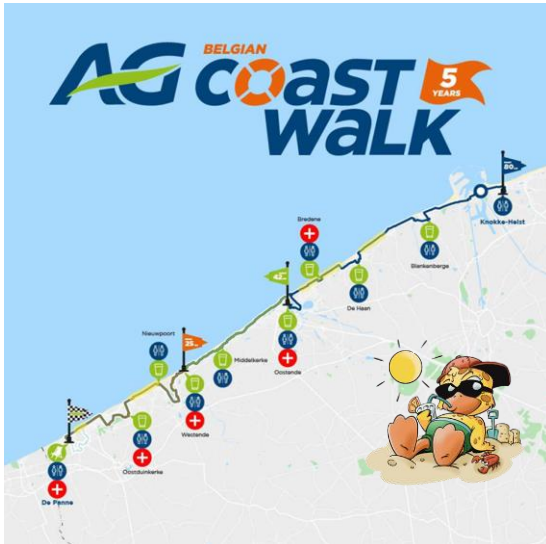 BELGIAN
AG COAST
WALK
5
YEARS
80
Knokke-Heist
Bredene
Blankenberge
42
De Haan
Nieuwpoort
25
Middelkerke
Oostende
Westende
Oostduinkerke
De Panne